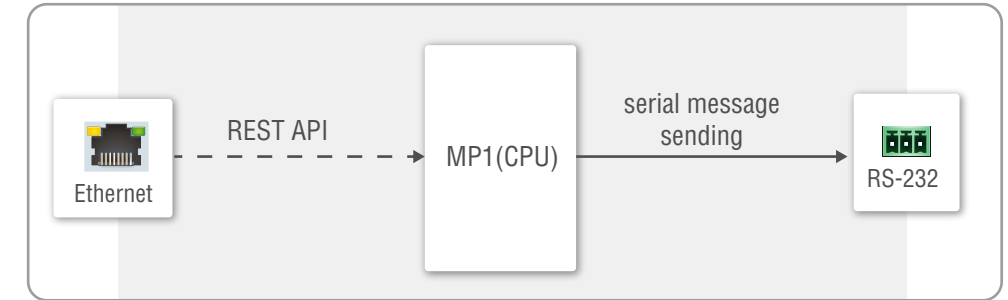 Ethernet
REST API
MP1(CPU)
serial message
sending
RS-232